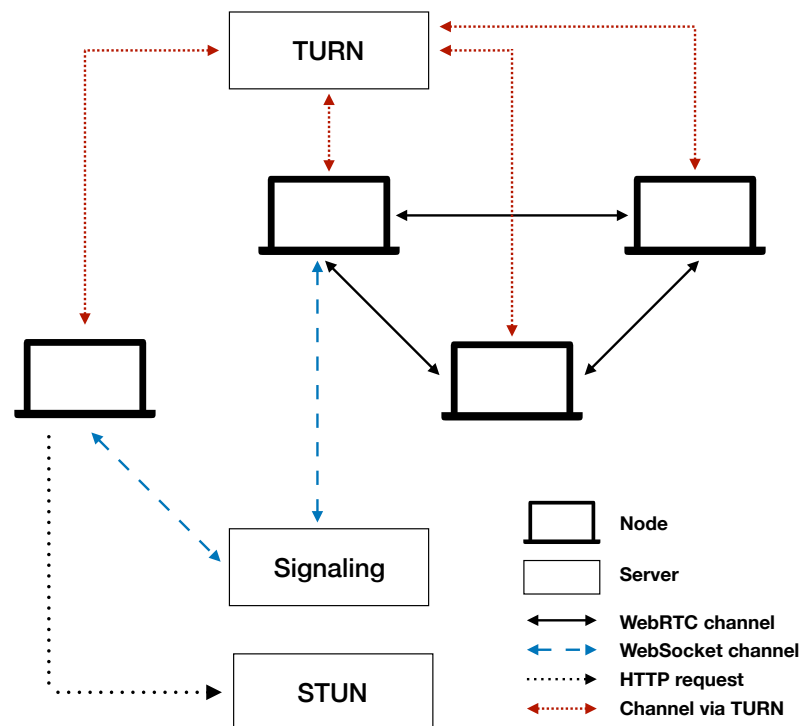 TURN
Signaling
STUN
Node
Server
WebRTC channel
WebSocket channel
HTTP request
Channel via TURN